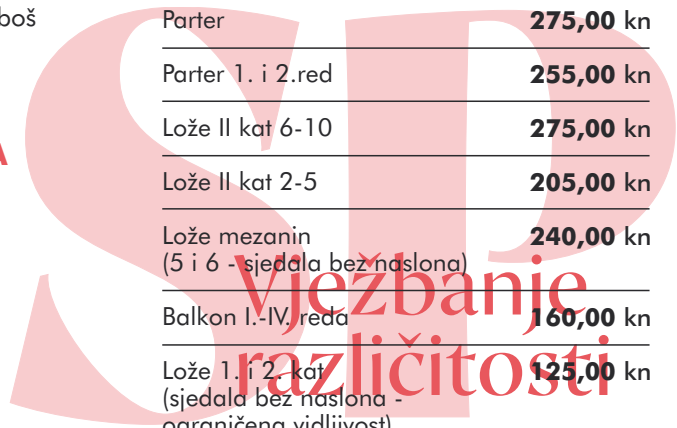 boš
A
SP
Parter 275,00 kn
Parter 1. i 2.red 255,00 kn
Lože II kat 6-10 275,00 kn
Lože II kat 2-5 205,00 kn
Lože mezanin 240,00 kn
(5 i 6 - sjedala bez naslona)
Balkon I.-IV. reda 160,00 kn
Lože 1. i 2. kat 125,00 kn
(sjedala bez naslona -
ograničena vidljivost)
Vježbanje
različitosti